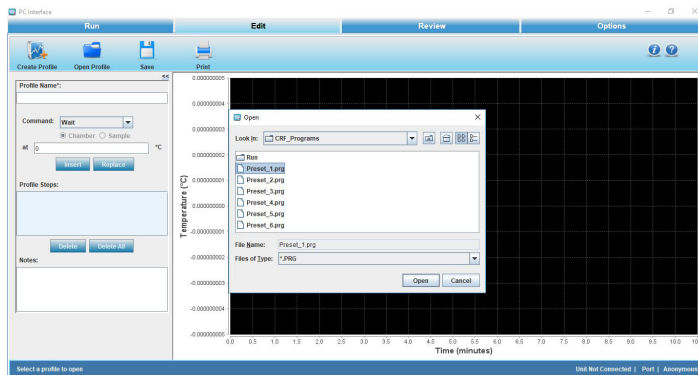 PC Interface
Run Edit Review Options
Create Profile Open Profile Save Print
<<
Profile Name*:
Command: Wait
Chamber Sample
at 0 °C
Insert Replace
Profile Steps:
Delete Delete All
Notes:
Temperature (°C)
0.000000005
0.000000004
0.000000003
0.000000002
0.000000001
0.000000000
-0.000000001
-0.000000002
-0.000000003
-0.000000004
-0.000000005
0.0 0.5 1.0 1.5 2.0 2.5 3.0 3.5 4.0 4.5 5.0 5.5 6.0 6.5 7.0 7.5 8.0 8.5 9.0 9.5 10.0 10
Time (minutes)
Open
Look In: CRF_Programs
Run
Preset_1.prg
Preset_2.prg
Preset_3.prg
Preset_4.prg
Preset_5.prg
Preset_6.prg
File Name: Preset_1.prg
Files of Type: *.PRG
Open Cancel
Select a profile to open
Unit Not Connected | Port | Anonymous